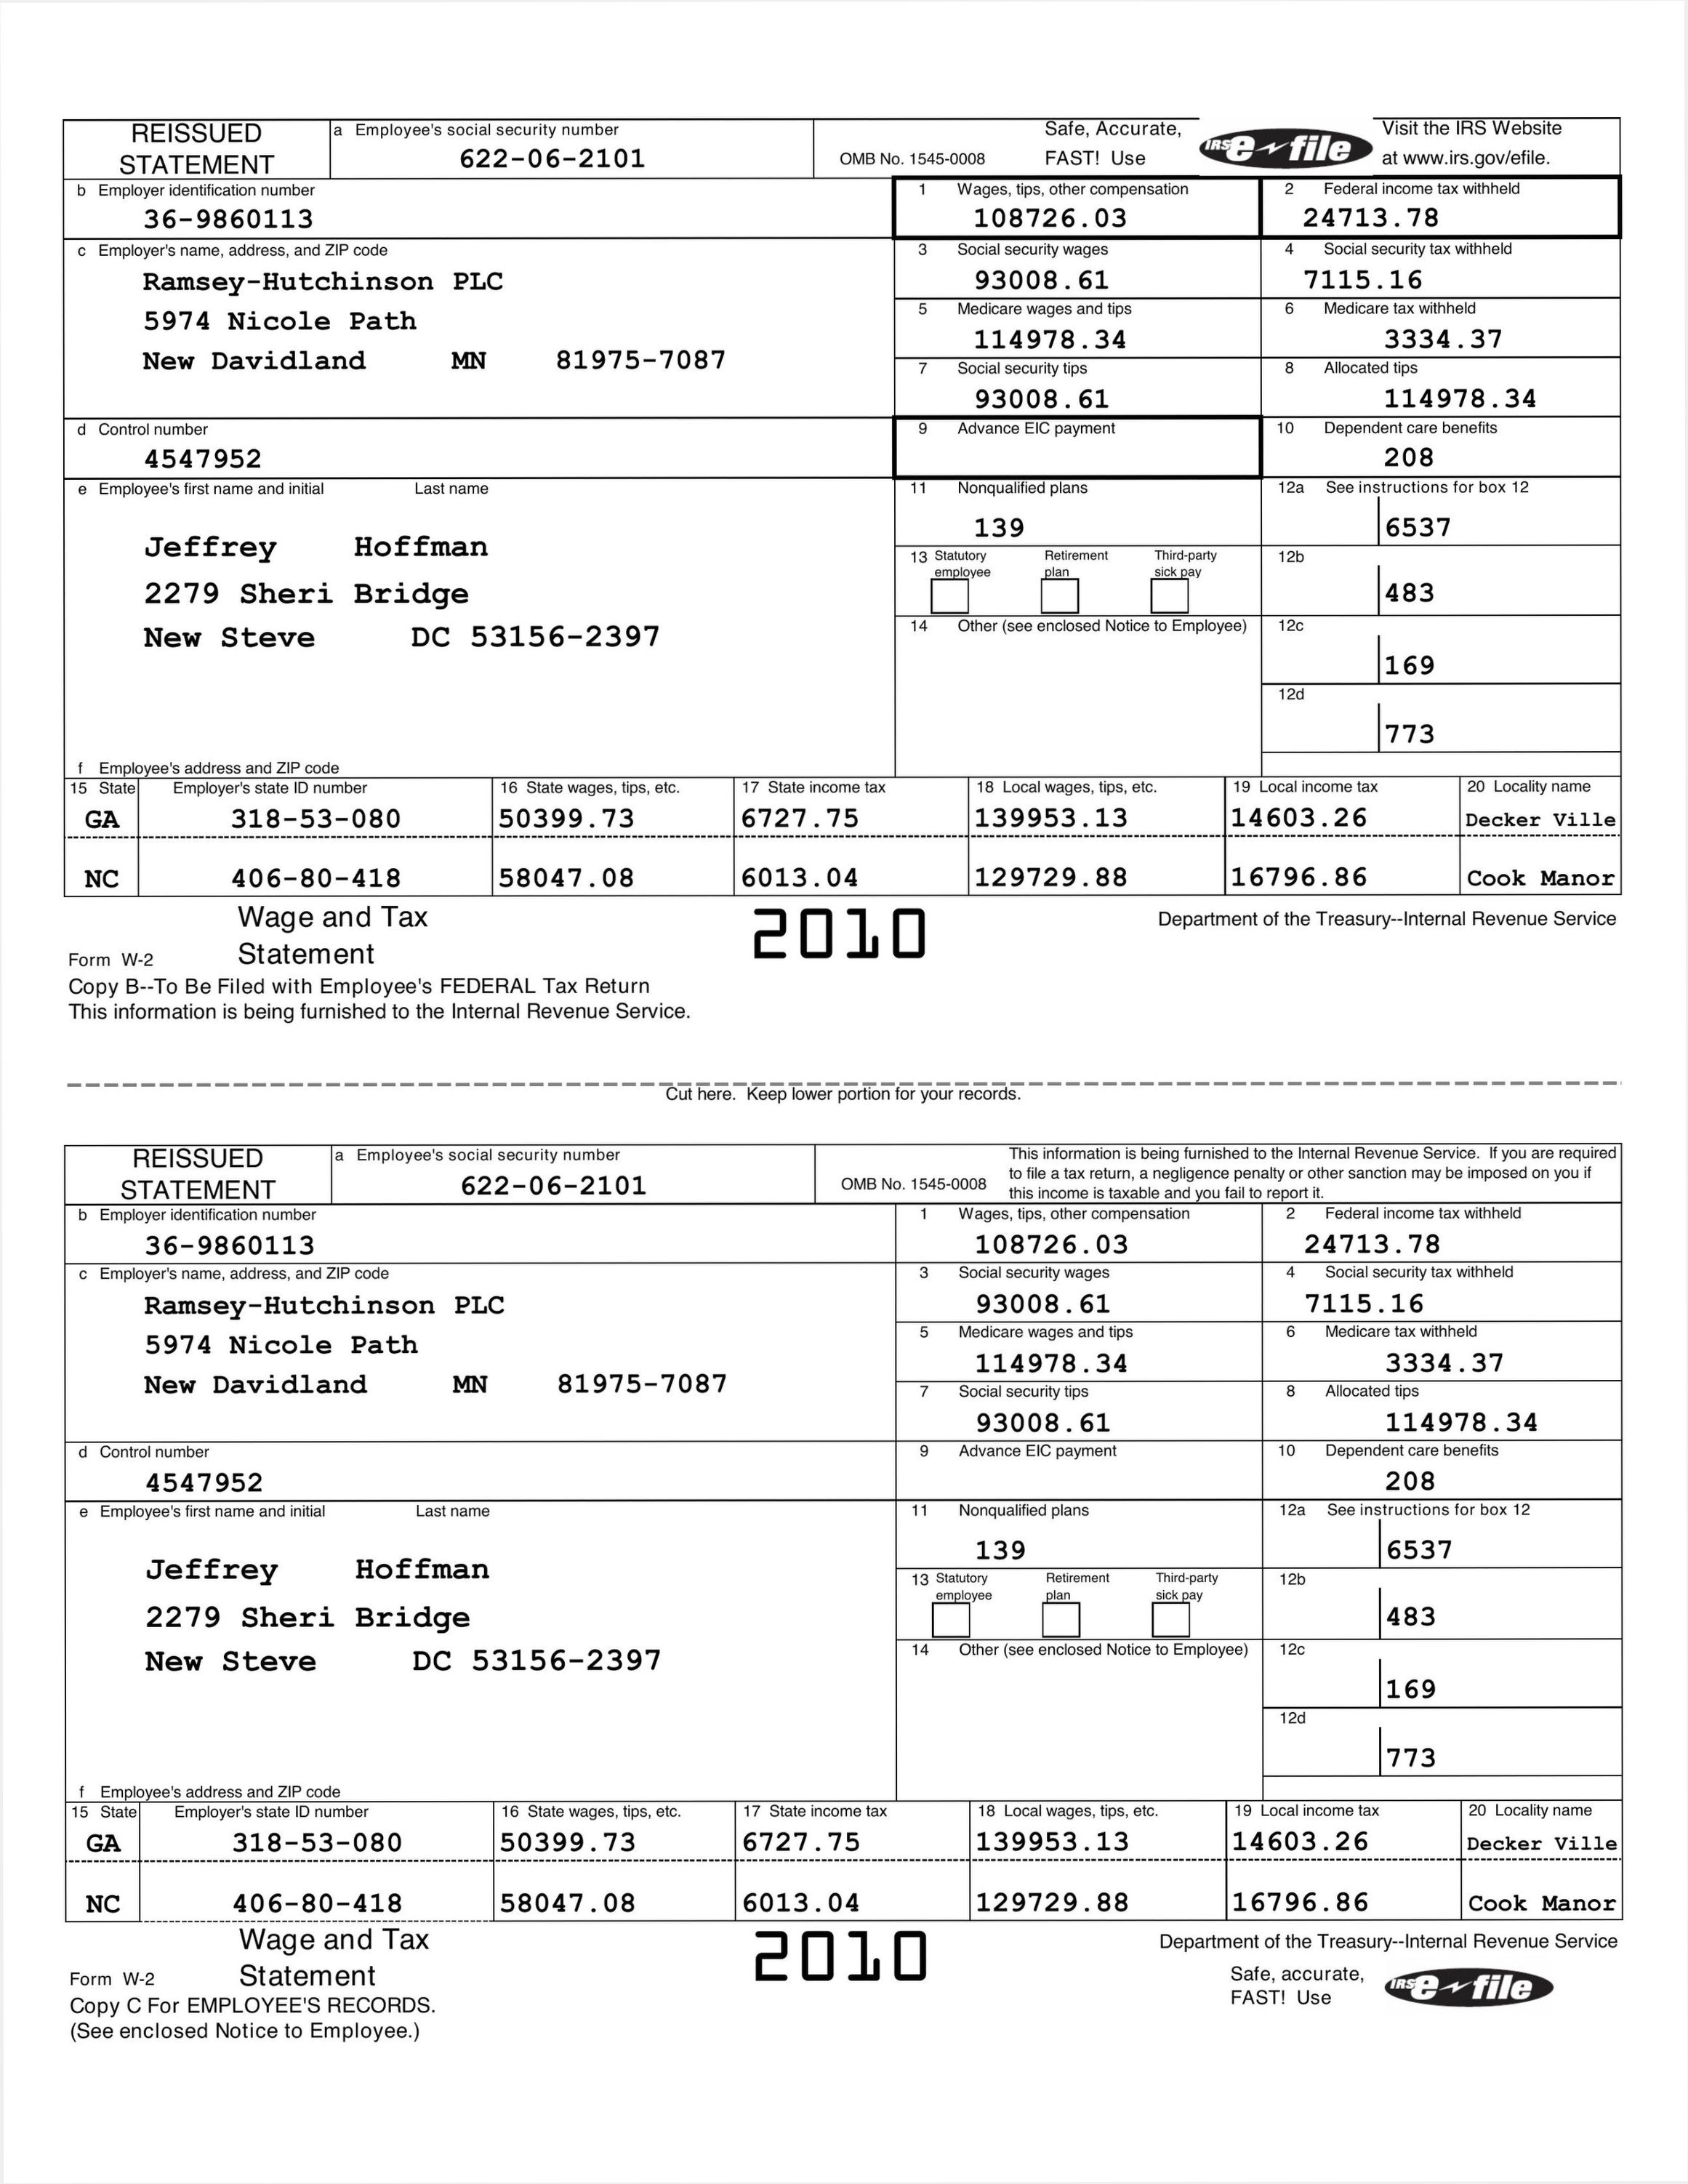 REISSUED STATEMENT
a Employee's social security number
622-06-2101
OMB No. 1545-0008
Safe, Accurate,
FAST! Use
IRS e file
Visit the IRS Website
at www.irs.gov/efile.
b Employer identification number
36-9860113
1 Wages, tips, other compensation
108726.03
2 Federal income tax withheld
24713.78
c Employer's name, address, and ZIP code
Ramsey-Hutchinson PLC
5974 Nicole Path
New Davidland MN 81975-7087
3 Social security wages
93008.61
4 Social security tax withheld
7115.16
5 Medicare wages and tips
114978.34
6 Medicare tax withheld
3334.37
7 Social security tips
93008.61
8 Allocated tips
114978.34
d Control number
4547952
9 Advance EIC payment
10 Dependent care benefits
208
e Employee's first name and initial Last name
Jeffrey Hoffman
2279 Sheri Bridge
New Steve DC 53156-2397
11 Nonqualified plans
139
12a See instructions for box 12
6537
13 Statutory employee Retirement plan Third-party sick pay
12b
483
14 Other (see enclosed Notice to Employee)
12c
169
12d
773
f Employee's address and ZIP code
15 State Employer's state ID number 16 State wages, tips, etc. 17 State income tax 18 Local wages, tips, etc. 19 Local income tax 20 Locality name
GA 318-53-080 50399.73 6727.75 139953.13 14603.26 Decker Ville
NC 406-80-418 58047.08 6013.04 129729.88 16796.86 Cook Manor
Form W-2 Wage and Tax Statement
2010
Department of the Treasury--Internal Revenue Service
Copy B--To Be Filed with Employee's FEDERAL Tax Return
This information is being furnished to the Internal Revenue Service.
Cut here. Keep lower portion for your records.
REISSUED STATEMENT
a Employee's social security number
622-06-2101
OMB No. 1545-0008
This information is being furnished to the Internal Revenue Service. If you are required
to file a tax return, a negligence penalty or other sanction may be imposed on you if
this income is taxable and you fail to report it.
b Employer identification number
36-9860113
1 Wages, tips, other compensation
108726.03
2 Federal income tax withheld
24713.78
c Employer's name, address, and ZIP code
Ramsey-Hutchinson PLC
5974 Nicole Path
New Davidland MN 81975-7087
3 Social security wages
93008.61
4 Social security tax withheld
7115.16
5 Medicare wages and tips
114978.34
6 Medicare tax withheld
3334.37
7 Social security tips
93008.61
8 Allocated tips
114978.34
d Control number
4547952
9 Advance EIC payment
10 Dependent care benefits
208
e Employee's first name and initial Last name
Jeffrey Hoffman
2279 Sheri Bridge
New Steve DC 53156-2397
11 Nonqualified plans
139
12a See instructions for box 12
6537
13 Statutory employee Retirement plan Third-party sick pay
12b
483
14 Other (see enclosed Notice to Employee)
12c
169
12d
773
f Employee's address and ZIP code
15 State Employer's state ID number 16 State wages, tips, etc. 17 State income tax 18 Local wages, tips, etc. 19 Local income tax 20 Locality name
GA 318-53-080 50399.73 6727.75 139953.13 14603.26 Decker Ville
NC 406-80-418 58047.08 6013.04 129729.88 16796.86 Cook Manor
Form W-2 Wage and Tax Statement
2010
Department of the Treasury--Internal Revenue Service
Safe, accurate,
FAST! Use
IRS e file
Copy C For EMPLOYEE'S RECORDS.
(See enclosed Notice to Employee.)